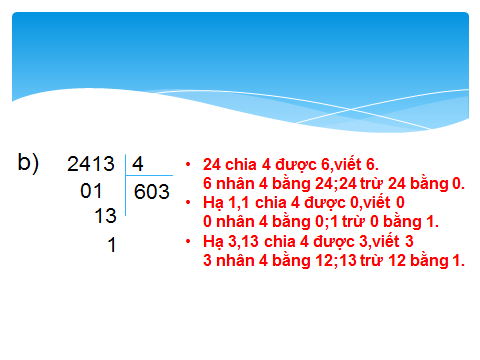 b) 2413 4
01 603
13
1
• 24 chia 4 được 6,viết 6.
6 nhân 4 bằng 24;24 trừ 24 bằng 0.
• Hạ 1,1 chia 4 được 0,viết 0
0 nhân 4 bằng 0;1 trừ 0 bằng 1.
• Hạ 3,13 chia 4 được 3,viết 3
3 nhân 4 bằng 12;13 trừ 12 bằng 1.